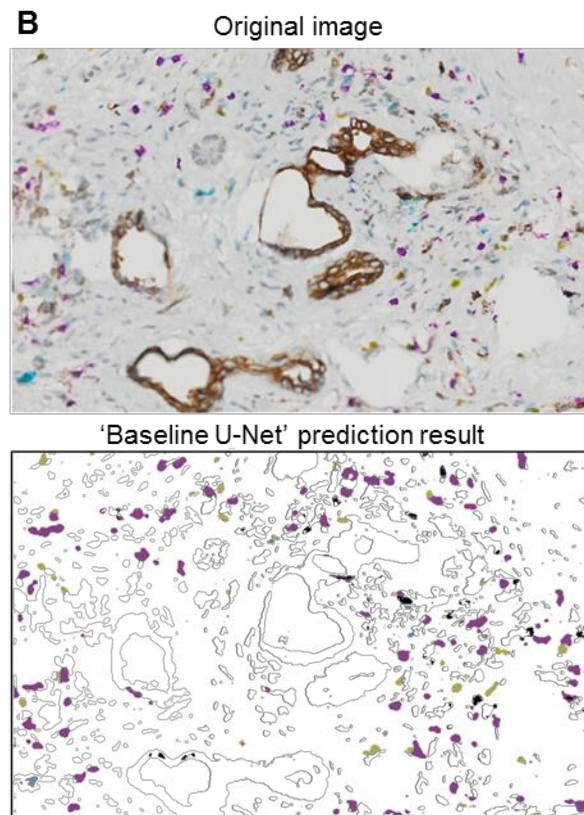 B
Original image
‘Baseline U-Net’ prediction result